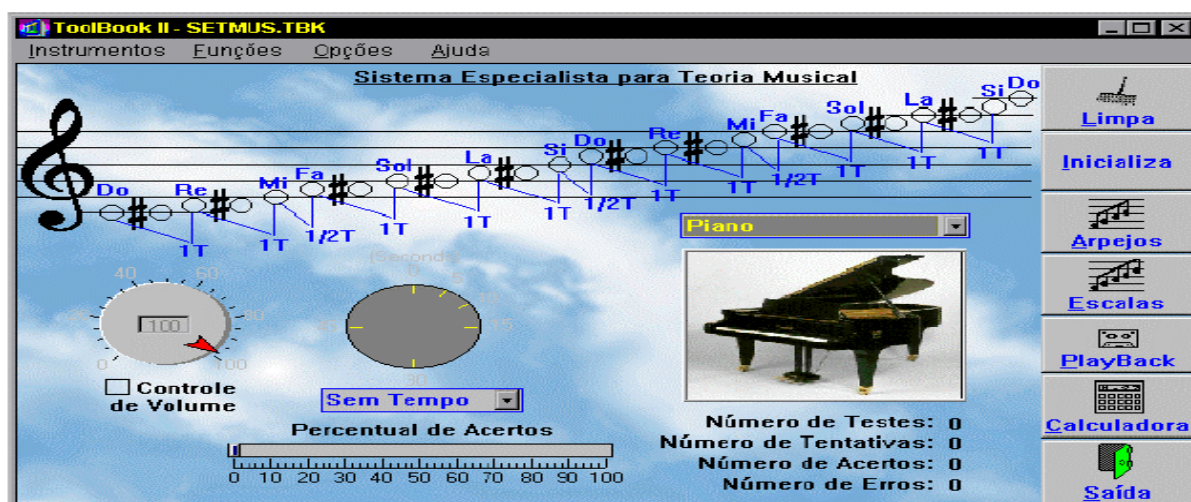 ToolBook II - SETMUS.TBK
Instrumentos Funções Opções Ajuda
Sistema Especialista para Teoria Musical
Do Re Mi Fa Sol La Si Do Re Mi Fa Sol La Si Do
1T 1T 1/2T 1T 1T 1T 1/2T 1T 1T 1/2T 1T 1T 1T
Limpa
Inicializa
Arpejos
Escalas
PlayBack
Calculadora
Saída
Piano
0 40 60 80 100
100
Controle
de Volume
(Seconds)
0
30
Sem Tempo
Percentual de Acertos
0 10 20 30 40 50 60 70 80 90 100
Número de Testes: 0
Número de Tentativas: 0
Número de Acertos: 0
Número de Erros: 0